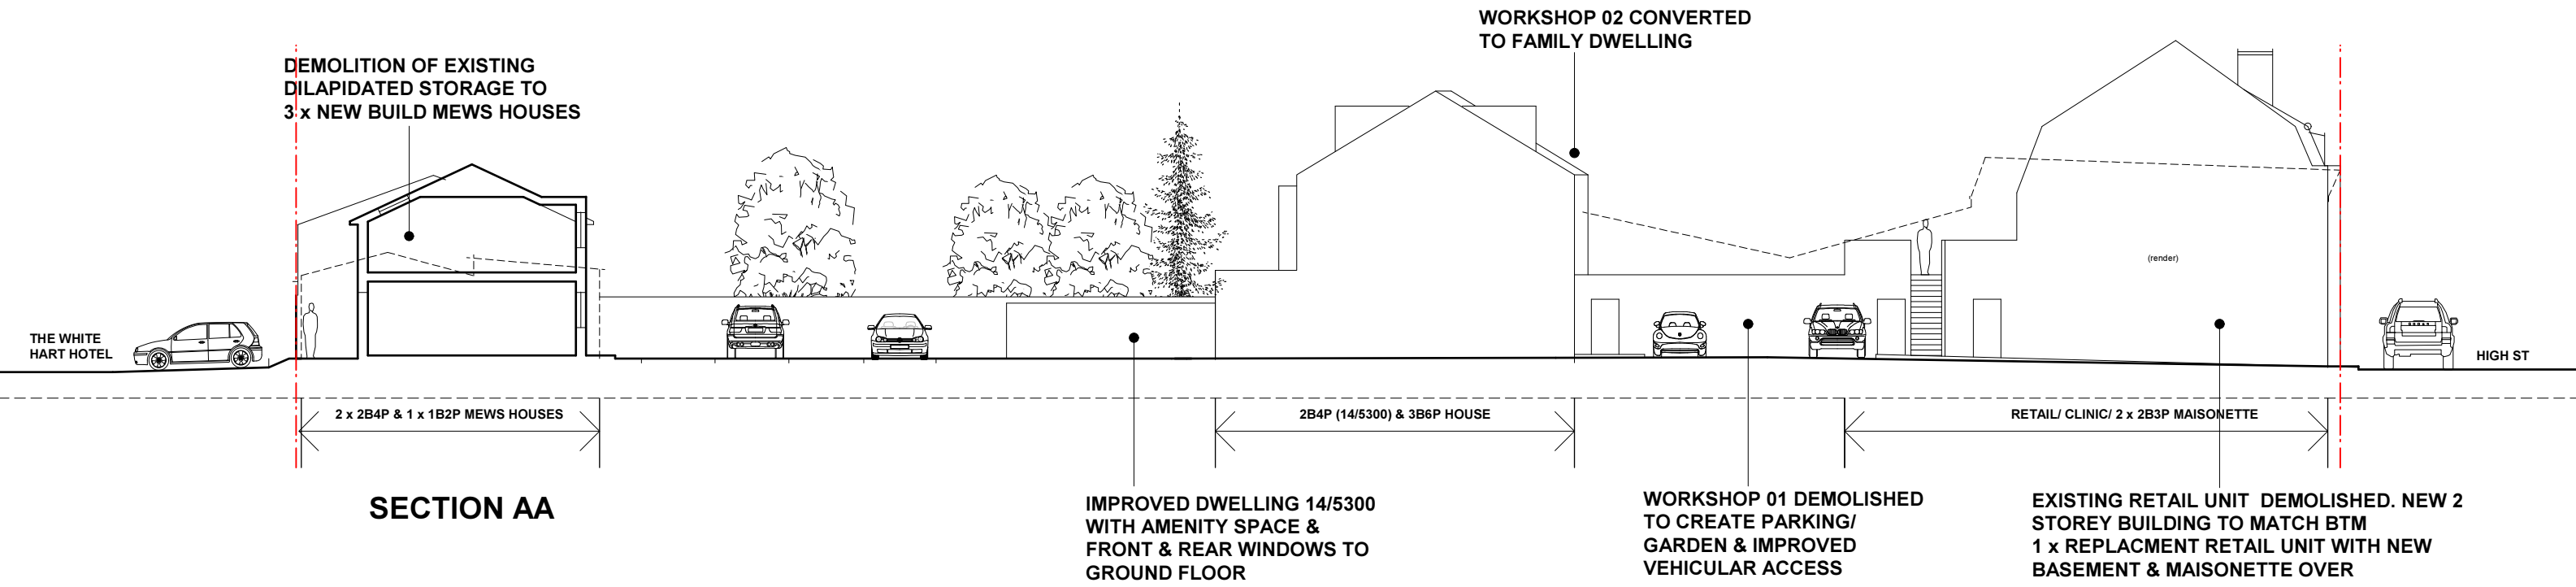 WORKSHOP 02 CONVERTED
TO FAMILY DWELLING
DEMOLITION OF EXISTING
DILAPIDATED STORAGE TO
3 x NEW BUILD MEWS HOUSES
(render)
THE WHITE
HART HOTEL
HIGH ST
2 x 2B4P & 1 x 1B2P MEWS HOUSES
2B4P (14/5300) & 3B6P HOUSE
RETAIL/ CLINIC/ 2 x 2B3P MAISONETTE
SECTION AA
IMPROVED DWELLING 14/5300
WITH AMENITY SPACE &
FRONT & REAR WINDOWS TO
GROUND FLOOR
WORKSHOP 01 DEMOLISHED
TO CREATE PARKING/
GARDEN & IMPROVED
VEHICULAR ACCESS
EXISTING RETAIL UNIT DEMOLISHED. NEW 2
STOREY BUILDING TO MATCH BTM
1 x REPLACMENT RETAIL UNIT WITH NEW
BASEMENT & MAISONETTE OVER